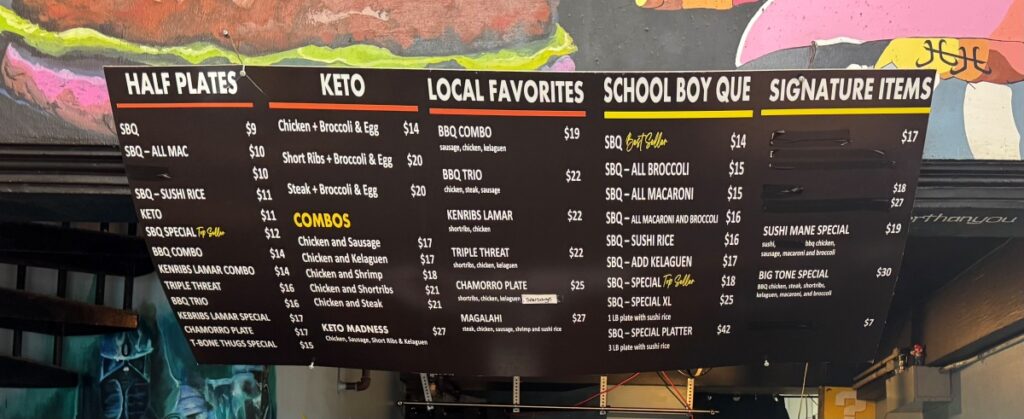 HALF PLATES
SBQ $9
SBQ – ALL MAC $10
$10
SBQ – SUSHI RICE $11
KETO $11
SBQ SPECIAL Top Seller $12
BBQ COMBO $14
KENRIBS LAMAR COMBO $14
TRIPLE THREAT $16
BBQ TRIO $16
KEBRIBS LAMAR SPECIAL $17
CHAMORRO PLATE $17
T-BONE THUGS SPECIAL $15
KETO
Chicken + Broccoli & Egg $14
Short Ribs + Broccoli & Egg $20
Steak + Broccoli & Egg $20
COMBOS
Chicken and Sausage $17
Chicken and Kelaguen $17
Chicken and Shrimp $18
Chicken and Shortribs $21
Chicken and Steak $21
KETO MADNESS $27
Chicken, Sausage, Short Ribs & Kelaguen
LOCAL FAVORITES
BBQ COMBO $19
sausage, chicken, kelaguen
BBQ TRIO $22
chicken, steak, sausage
KENRIBS LAMAR $22
shortribs, chicken
TRIPLE THREAT $22
shortribs, chicken, kelaguen
CHAMORRO PLATE $25
shortribs, chicken, kelaguen sausage
MAGALAHI $27
steak, chicken, sausage, shrimp and sushi rice
SCHOOL BOY QUE
SBQ Best Seller $14
SBQ – ALL BROCCOLI $15
SBQ – ALL MACARONI $15
SBQ – ALL MACARONI AND BROCCOLI $16
SBQ – SUSHI RICE $16
SBQ – ADD KELAGUEN $17
SBQ – SPECIAL Top Seller $18
SBQ – SPECIAL XL $25
1 LB plate with sushi rice
SBQ – SPECIAL PLATTER $42
3 LB plate with sushi rice
SIGNATURE ITEMS
$17
$18
$27
SUSHI MANE SPECIAL $19
sushi, bbq chicken,
sausage, macaroni and broccoli
BIG TONE SPECIAL $30
BBQ chicken, steak, shortribs,
kelaguen, macaroni, and broccoli
$7